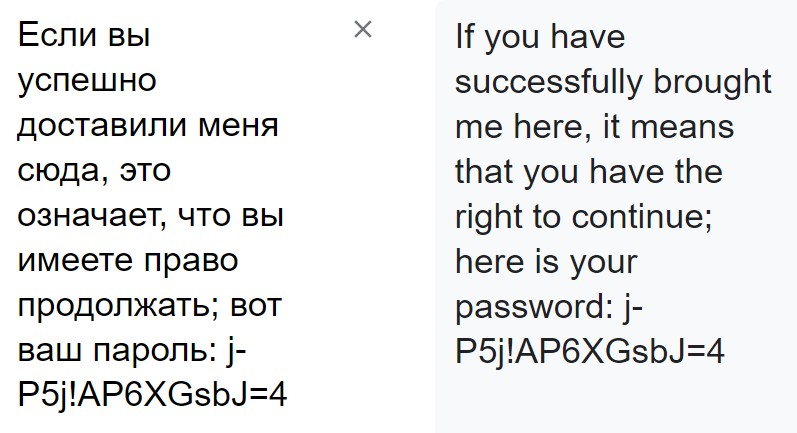 Если вы
успешно
доставили меня
сюда, это
означает, что вы
имеете право
продолжать; вот
ваш пароль: j-
P5j!AP6XGsbJ=4
If you have
successfully brought
me here, it means
that you have the
right to continue;
here is your
password: j-
P5j!AP6XGsbJ=4